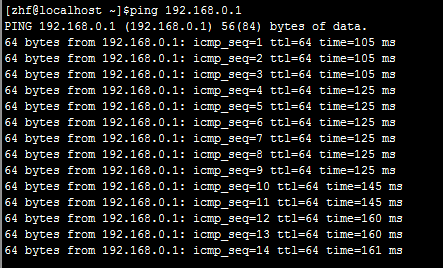 [zhf@localhost ~]$ping 192.168.0.1
PING 192.168.0.1 (192.168.0.1) 56(84) bytes of data.
64 bytes from 192.168.0.1: icmp_seq=1 ttl=64 time=105 ms
64 bytes from 192.168.0.1: icmp_seq=2 ttl=64 time=105 ms
64 bytes from 192.168.0.1: icmp_seq=3 ttl=64 time=105 ms
64 bytes from 192.168.0.1: icmp_seq=4 ttl=64 time=125 ms
64 bytes from 192.168.0.1: icmp_seq=5 ttl=64 time=125 ms
64 bytes from 192.168.0.1: icmp_seq=6 ttl=64 time=125 ms
64 bytes from 192.168.0.1: icmp_seq=7 ttl=64 time=125 ms
64 bytes from 192.168.0.1: icmp_seq=8 ttl=64 time=125 ms
64 bytes from 192.168.0.1: icmp_seq=9 ttl=64 time=125 ms
64 bytes from 192.168.0.1: icmp_seq=10 ttl=64 time=145 ms
64 bytes from 192.168.0.1: icmp_seq=11 ttl=64 time=145 ms
64 bytes from 192.168.0.1: icmp_seq=12 ttl=64 time=160 ms
64 bytes from 192.168.0.1: icmp_seq=13 ttl=64 time=160 ms
64 bytes from 192.168.0.1: icmp_seq=14 ttl=64 time=161 ms